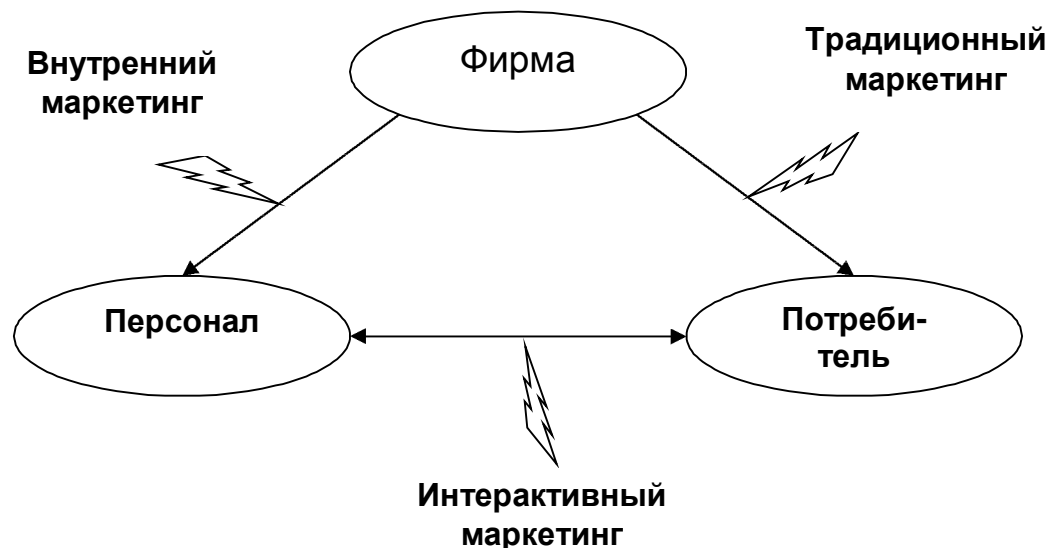 Внутренний
маркетинг
Фирма
Традиционный
маркетинг
Персонал
Потреби-
тель
Интерактивный
маркетинг